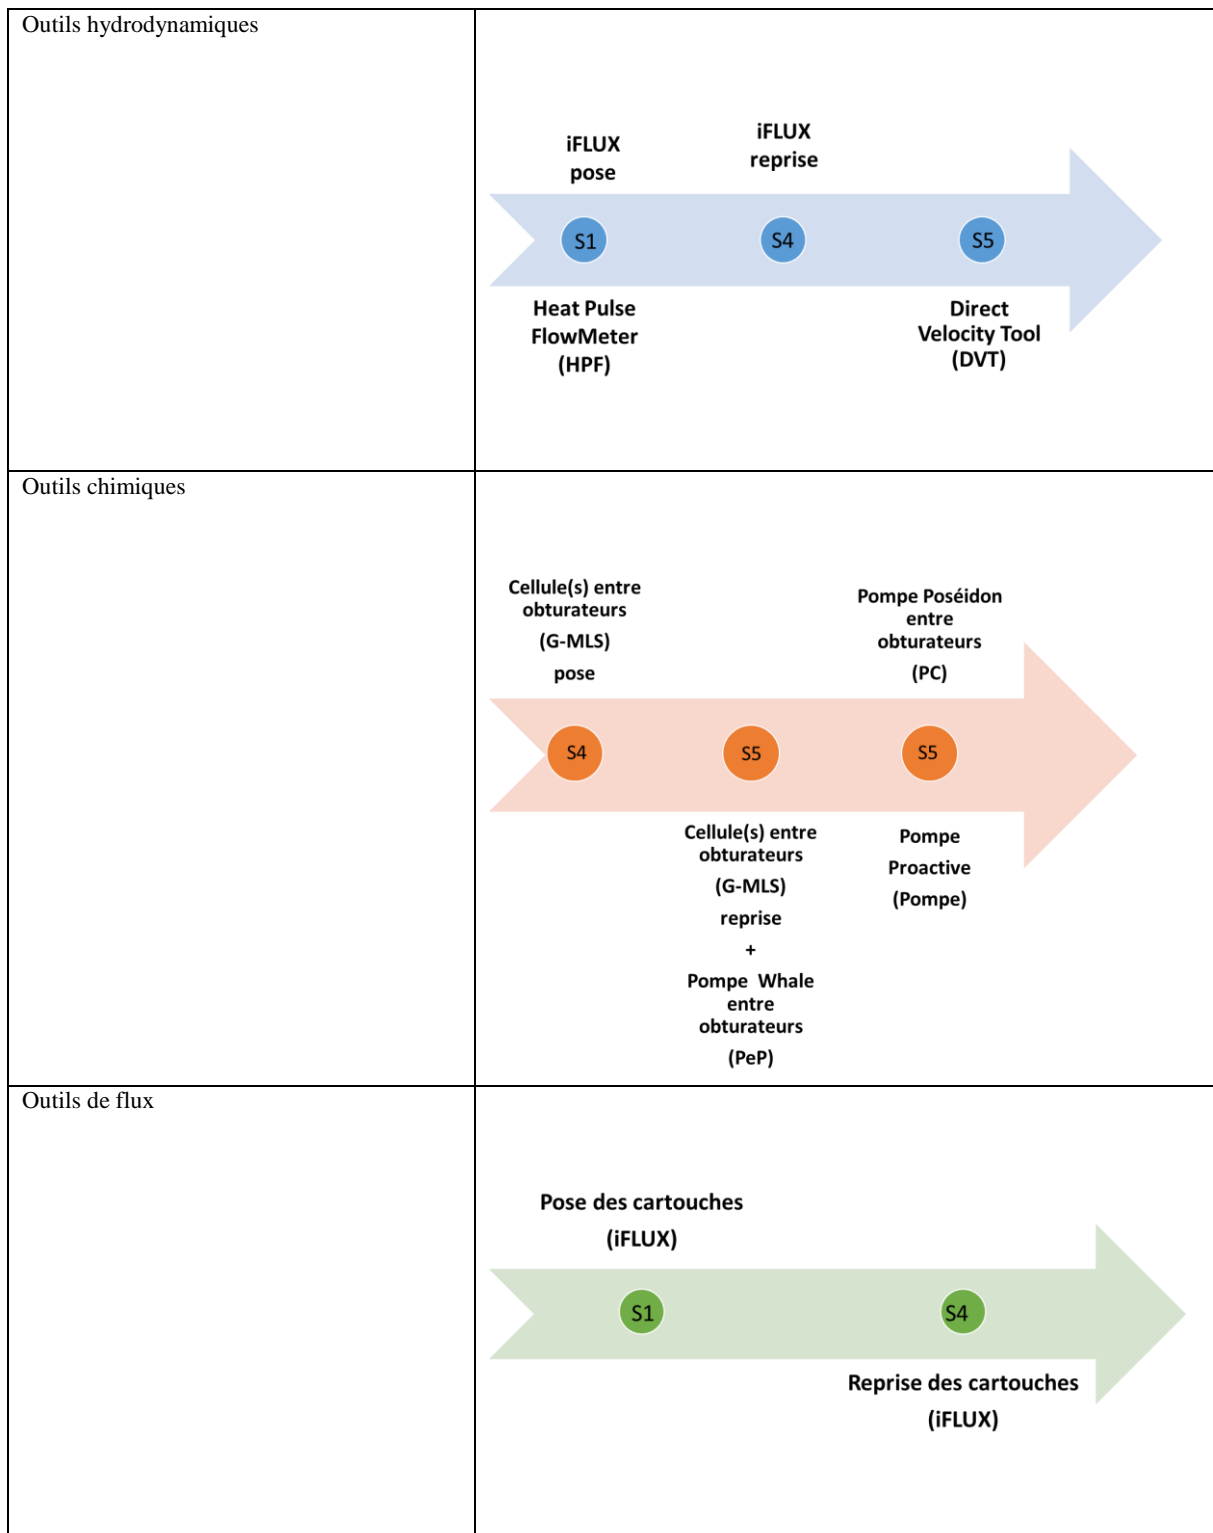 Outils hydrodynamiques
iFLUX
pose
iFLUX
reprise
S1
S4
S5
Heat Pulse
FlowMeter
(HPF)
Direct
Velocity Tool
(DVT)
Outils chimiques
Cellule(s) entre
obturateurs
(G-MLS)
pose
Pompe Poséidon
entre
obturateurs
(PC)
S4
S5
S5
Cellule(s) entre
obturateurs
(G-MLS)
reprise
+
Pompe Whale
entre
obturateurs
(PeP)
Pompe
Proactive
(Pompe)
Outils de flux
Pose des cartouches
(iFLUX)
S1
S4
Reprise des cartouches
(iFLUX)